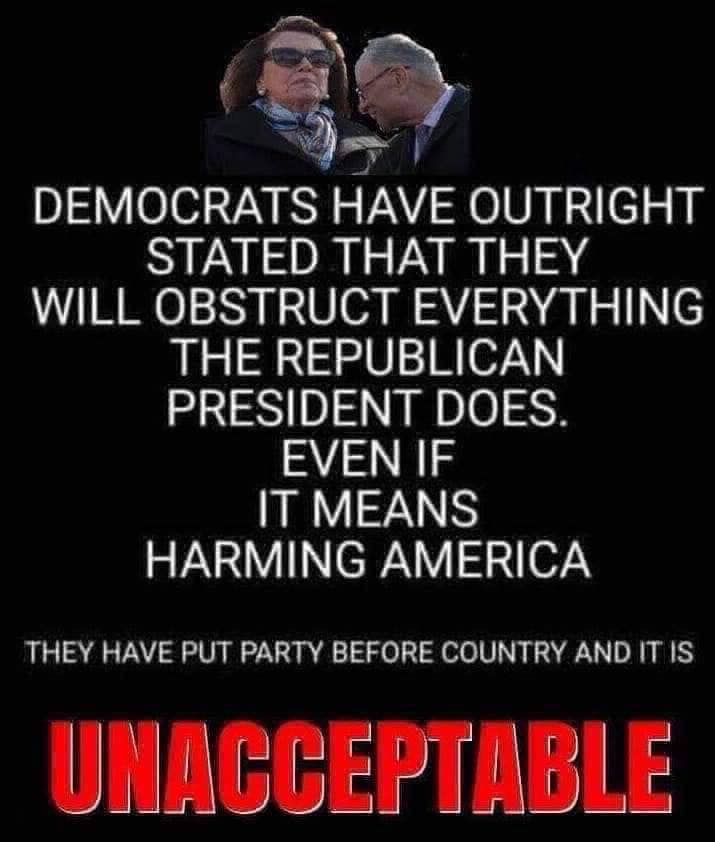 DEMOCRATS HAVE OUTRIGHT
STATED THAT THEY
WILL OBSTRUCT EVERYTHING
THE REPUBLICAN
PRESIDENT DOES.
EVEN IF
IT MEANS
HARMING AMERICA
THEY HAVE PUT PARTY BEFORE COUNTRY AND IT IS
UNACCEPTABLE